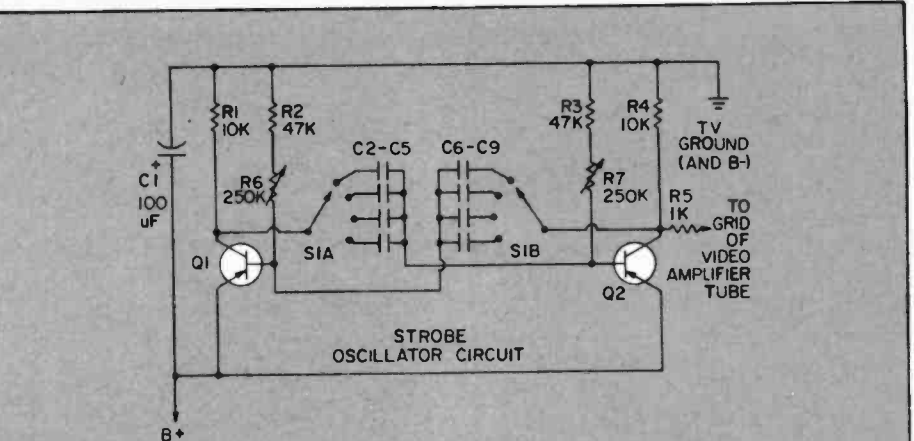 R1
10K
R2
47K
R3
47K
R4
10K
TV
GROUND
(AND B-)
C2-C5
C6-C9
+
C1
100
uF
R6
250K
R7
250K
R5
1K
TO
GRID
OF
VIDEO
AMPLIFIER
TUBE
S1A
S1B
Q1
Q2
STROBE
OSCILLATOR CIRCUIT
B+